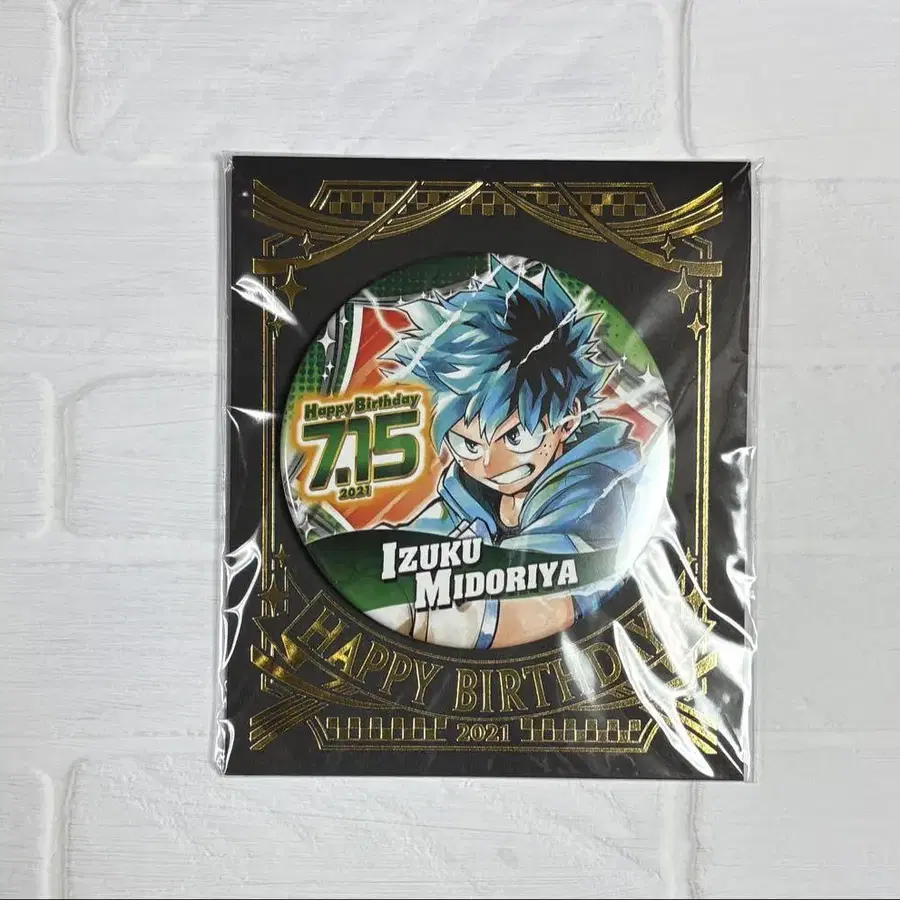 Happy Birthday
7.15
2021
IZUKU
MIDORIYA
HAPPY BIRTHDAY
2021